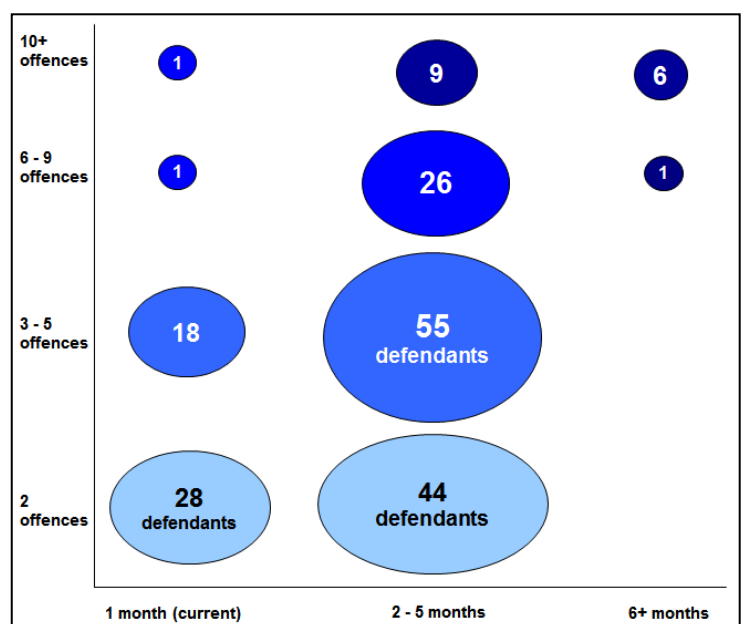 10+
offences
1
9
6
6 - 9
offences
1
26
1
3 - 5
offences
18
55
defendants
2
offences
28
defendants
44
defendants
1 month (current)
2 - 5 months
6+ months